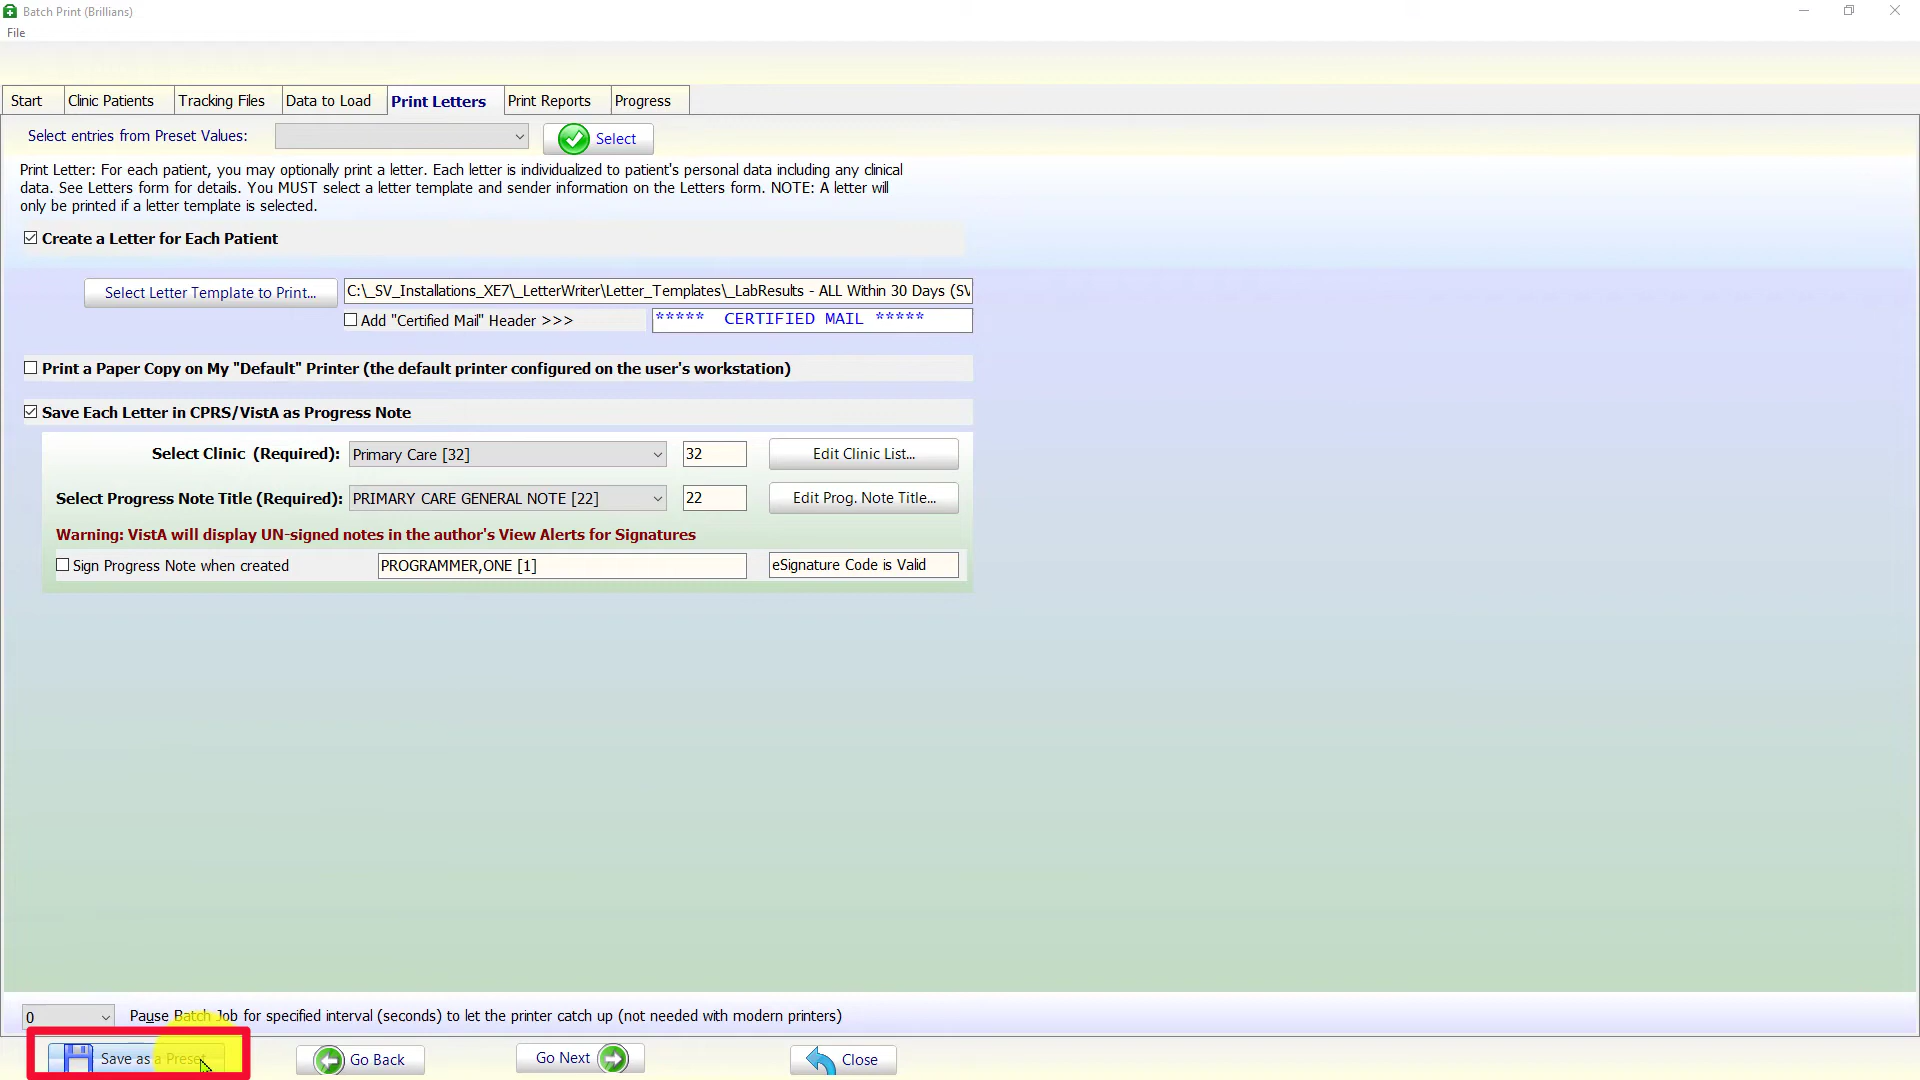 Batch Print (Brillians)
File
Start Clinic Patients Tracking Files Data to Load Print Letters Print Reports Progress
Select entries from Preset Values: Select
Print Letter: For each patient, you may optionally print a letter. Each letter is individualized to patient's personal data including any clinical
data. See Letters form for details. You MUST select a letter template and sender information on the Letters form. NOTE: A letter will
only be printed if a letter template is selected.
Create a Letter for Each Patient
Select Letter Template to Print... C:\_SV_Installations_XE7\_LetterWriter\Letter_Templates\_LabResults - ALL Within 30 Days (SV
Add "Certified Mail" Header >>> ***** CERTIFIED MAIL *****
Print a Paper Copy on My "Default" Printer (the default printer configured on the user's workstation)
Save Each Letter in CPRS/VistA as Progress Note
Select Clinic (Required): Primary Care [32] 32 Edit Clinic List...
Select Progress Note Title (Required): PRIMARY CARE GENERAL NOTE [22] 22 Edit Prog. Note Title...
Warning: VistA will display UN-signed notes in the author's View Alerts for Signatures
Sign Progress Note when created PROGRAMMER,ONE [1] eSignature Code is Valid
0 Pause Batch Job for specified interval (seconds) to let the printer catch up (not needed with modern printers)
Save as a Preset Go Back Go Next Close